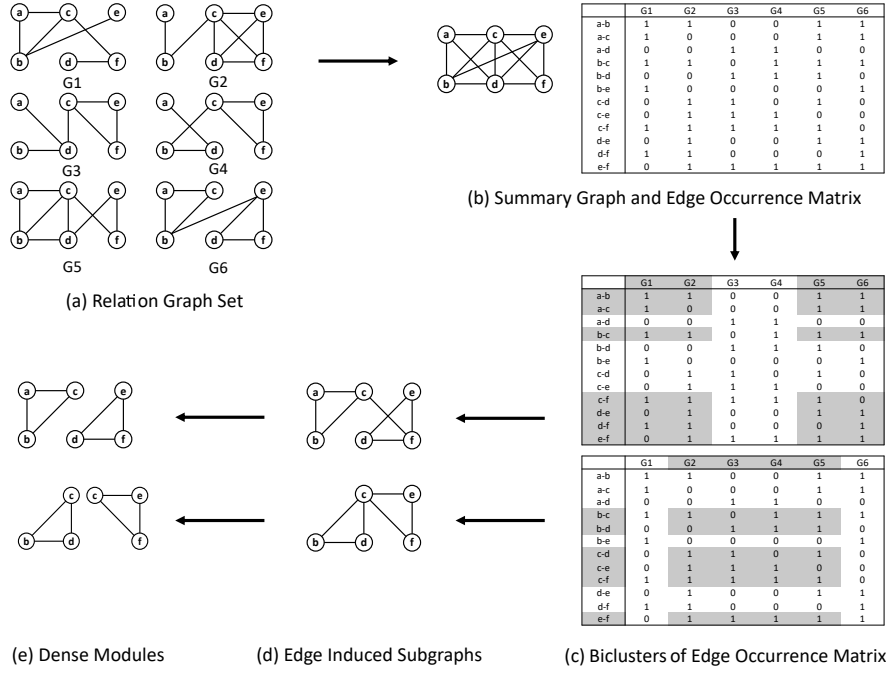 a c e
b d f
G1
a c e
b d f
G2
a c e
b d f
G3
a c e
b d f
G4
a c e
b d f
G5
a c e
b d f
G6
(a) Relation Graph Set
a c e
b d f
G1 G2 G3 G4 G5 G6
a-b 1 1 0 0 1 1
a-c 1 0 0 0 1 1
a-d 0 0 1 1 0 0
b-c 1 1 0 1 1 1
b-d 0 0 1 1 1 0
b-e 1 0 0 0 0 1
c-d 0 1 1 0 1 0
c-e 0 1 1 1 0 0
c-f 1 1 1 1 1 0
d-e 0 1 0 0 1 1
d-f 1 1 0 0 0 1
e-f 0 1 1 1 1 1
(b) Summary Graph and Edge Occurrence Matrix
G1 G2 G3 G4 G5 G6
a-b 1 1 0 0 1 1
a-c 1 0 0 0 1 1
a-d 0 0 1 1 0 0
b-c 1 1 0 1 1 1
b-d 0 0 1 1 1 0
b-e 1 0 0 0 0 1
c-d 0 1 1 0 1 0
c-e 0 1 1 1 0 0
c-f 1 1 1 1 1 0
d-e 0 1 0 0 1 1
d-f 1 1 0 0 0 1
e-f 0 1 1 1 1 1
G1 G2 G3 G4 G5 G6
a-b 1 1 0 0 1 1
a-c 1 0 0 0 1 1
a-d 0 0 1 1 0 0
b-c 1 1 0 1 1 1
b-d 0 0 1 1 1 0
b-e 1 0 0 0 0 1
c-d 0 1 1 0 1 0
c-e 0 1 1 1 0 0
c-f 1 1 1 1 1 0
d-e 0 1 0 0 1 1
d-f 1 1 0 0 0 1
e-f 0 1 1 1 1 1
(c) Biclusters of Edge Occurrence Matrix
a c e
b d f
c e
b d f
(d) Edge Induced Subgraphs
a c e
b d f
c c e
b d f
(e) Dense Modules